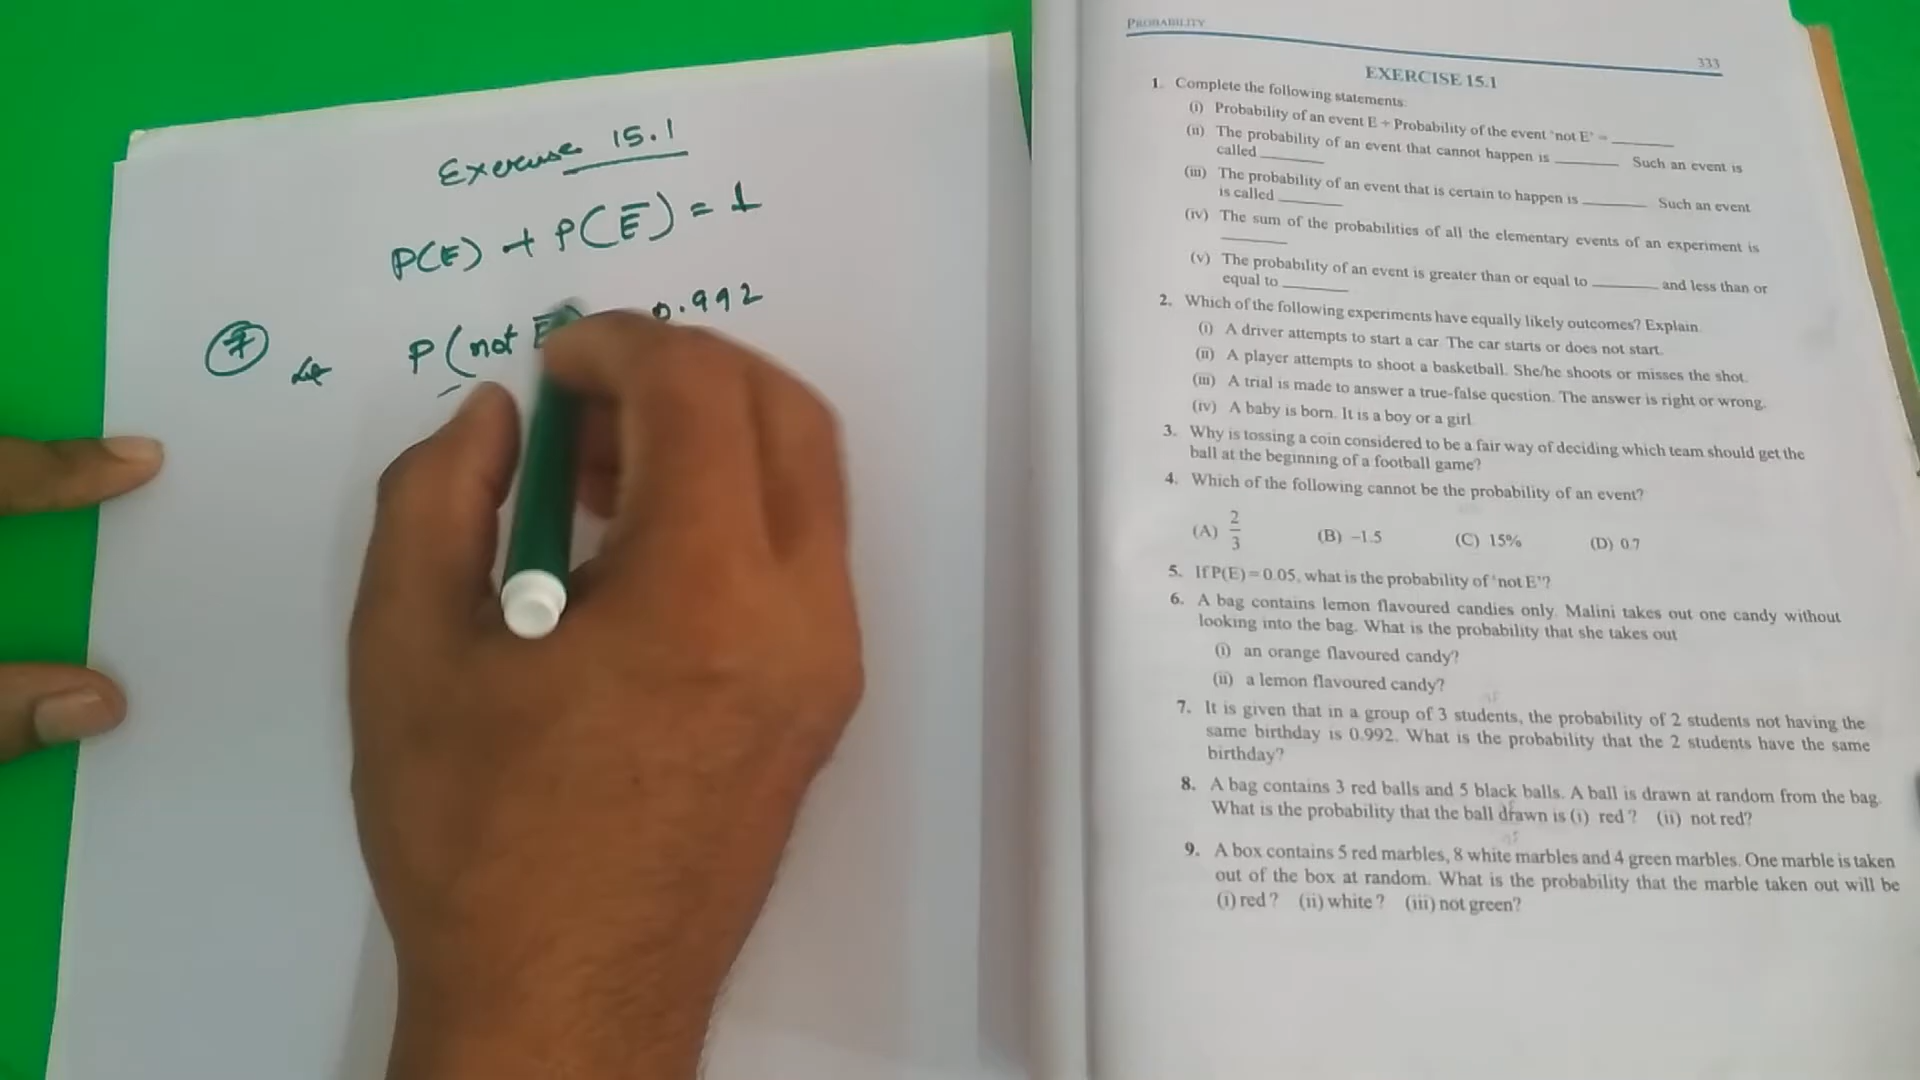 Exercise 15.1
P(E) + P(E̅) = 1
7 Let P(not E) 0.992
PROBABILITY
333
EXERCISE 15.1
1. Complete the following statements:
(i) Probability of an event E + Probability of the event 'not E' = ________
(ii) The probability of an event that cannot happen is ________ Such an event is
called ________
(iii) The probability of an event that is certain to happen is ________ Such an event
is called ________
(iv) The sum of the probabilities of all the elementary events of an experiment is
________
(v) The probability of an event is greater than or equal to ________ and less than or
equal to ________
2. Which of the following experiments have equally likely outcomes? Explain.
(i) A driver attempts to start a car. The car starts or does not start.
(ii) A player attempts to shoot a basketball. She/he shoots or misses the shot.
(iii) A trial is made to answer a true-false question. The answer is right or wrong.
(iv) A baby is born. It is a boy or a girl.
3. Why is tossing a coin considered to be a fair way of deciding which team should get the
ball at the beginning of a football game?
4. Which of the following cannot be the probability of an event?
(A) 2/3 (B) –1.5 (C) 15% (D) 0.7
5. If P(E) = 0.05, what is the probability of 'not E'?
6. A bag contains lemon flavoured candies only. Malini takes out one candy without
looking into the bag. What is the probability that she takes out
(i) an orange flavoured candy?
(ii) a lemon flavoured candy?
7. It is given that in a group of 3 students, the probability of 2 students not having the
same birthday is 0.992. What is the probability that the 2 students have the same
birthday?
8. A bag contains 3 red balls and 5 black balls. A ball is drawn at random from the bag.
What is the probability that the ball drawn is (i) red ? (ii) not red?
9. A box contains 5 red marbles, 8 white marbles and 4 green marbles. One marble is taken
out of the box at random. What is the probability that the marble taken out will be
(i) red ? (ii) white ? (iii) not green?